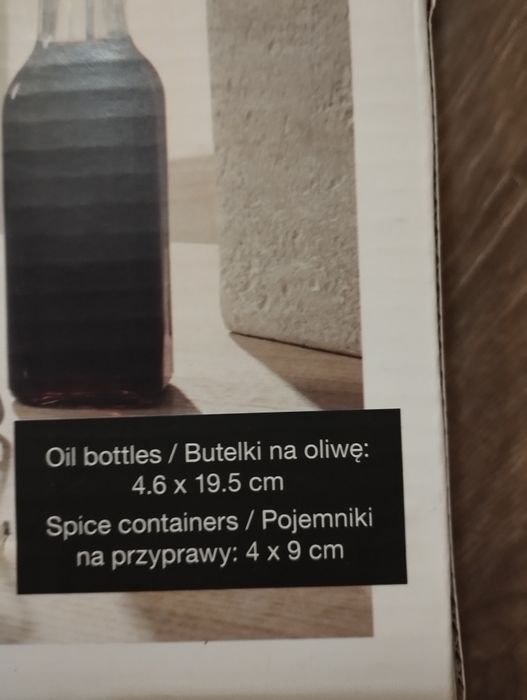 Oil bottles / Butelki na oliwę:
4.6 x 19.5 cm
Spice containers / Pojemniki
na przyprawy: 4 x 9 cm